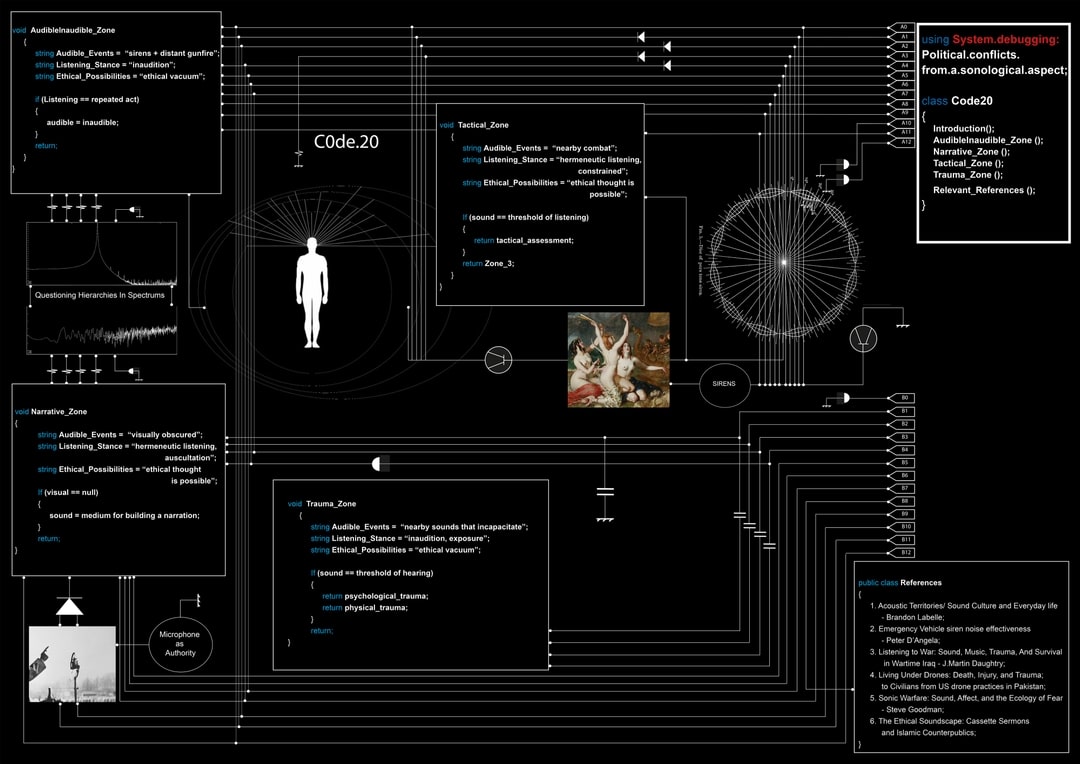 void AudibleInaudible_Zone
{
string Audible_Events = “sirens + distant gunfire”;
string Listening_Stance = “inaudition”;
string Ethical_Possibilities = “ethical vacuum”;
if (Listening == repeated act)
{
audible = inaudible;
}
return;
}
}
Questioning Hierarchies In Spectrums
void Narrative_Zone
{
string Audible_Events = “visually obscured”;
string Listening_Stance = “hermeneutic listening,
auscultation”;
string Ethical_Possibilities = “ethical thought
is possible”;
If (visual == null)
{
sound = medium for building a narration;
}
return;
}
Microphone
as
Authority
C0de.20
void Tactical_Zone
{
string Audible_Events = “nearby combat”;
string Listening_Stance = “hermeneutic listening,
constrained”;
string Ethical_Possibilities = “ethical thought is
possible”;
If (sound == threshold of listening)
{
return tactical_assessment;
}
return Zone_3;
}
}
SIRENS
void Trauma_Zone
{
string Audible_Events = “nearby sounds that incapacitate”;
string Listening_Stance = “inaudition, exposure”;
string Ethical_Possibilities = “ethical vacuum”;
If (sound == threshold of hearing)
{
return psychological_trauma;
return physical_trauma;
}
return;
}
A0
A1
A2
A3
A4
A5
A6
A7
A8
A9
A10
A11
A12
using System.debugging:
Political.conflicts.
from.a.sonological.aspect;
class Code20
{
Introduction();
AudibleInaudible_Zone ();
Narrative_Zone ();
Tactical_Zone ();
Trauma_Zone ();
Relevant_References ();
}
B0
B1
B2
B3
B4
B5
B6
B7
B8
B9
B10
B11
B12
public class References
{
1. Acoustic Territories/ Sound Culture and Everyday life
- Brandon Labelle;
2. Emergency Vehicle siren noise effectiveness
- Peter D’Angela;
3. Listening to War: Sound, Music, Trauma, And Survival
in Wartime Iraq - J.Martin Daughtry;
4. Living Under Drones: Death, Injury, and Trauma;
to Civilians from US drone practices in Pakistan;
5. Sonic Warfare: Sound, Affect, and the Ecology of Fear
- Steve Goodman;
6. The Ethical Soundscape: Cassette Sermons
and Islamic Counterpublics;
}